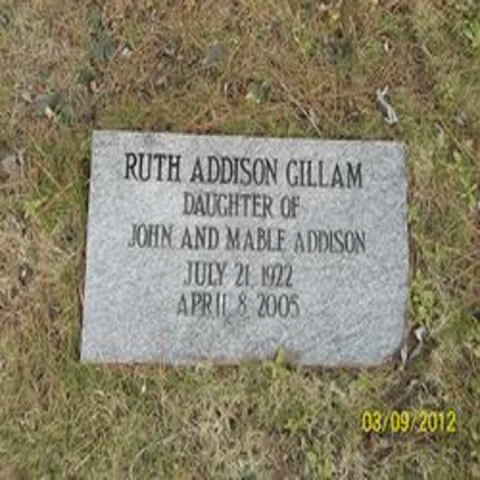 RUTH ADDISON GILLAM
DAUGHTER OF
JOHN AND MABLE ADDISON
JULY 21, 1922
APRIL 8 2005
03/09/2012